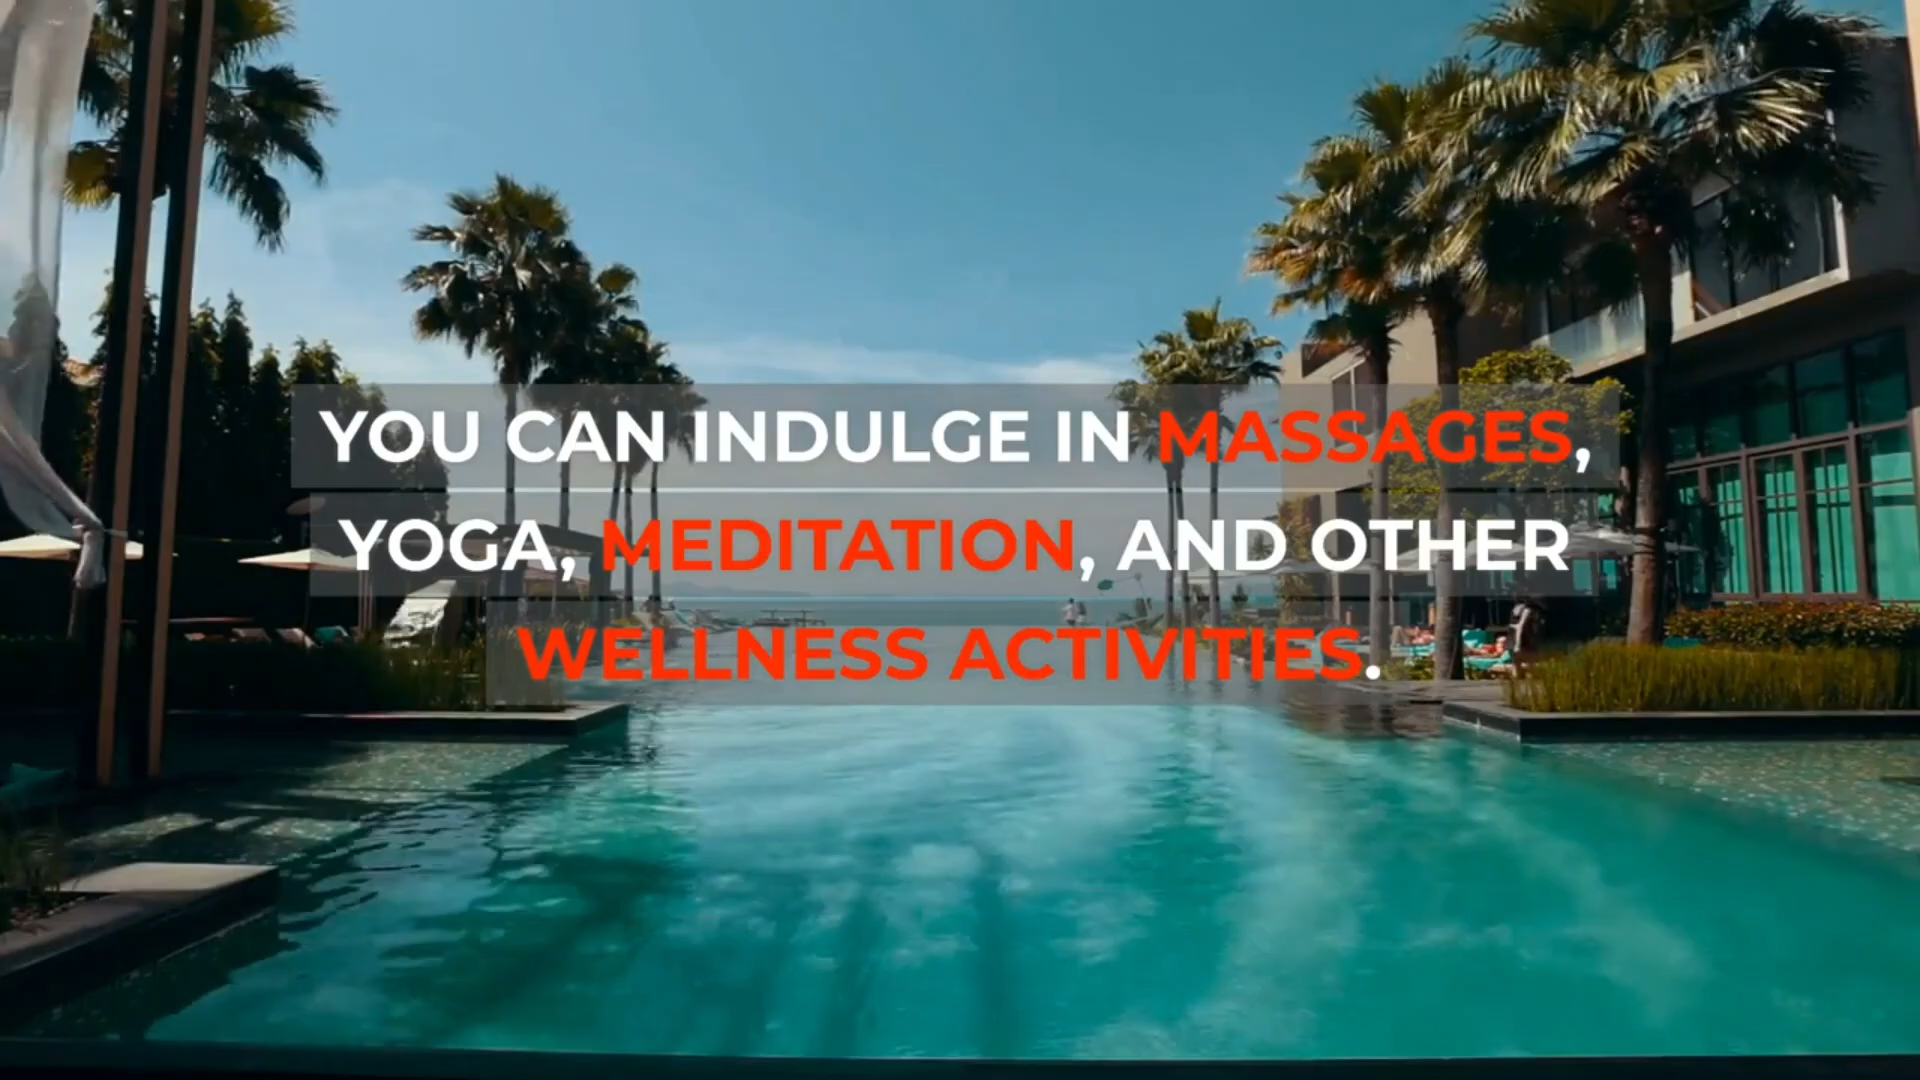 YOU CAN INDULGE IN MASSAGES,
YOGA, MEDITATION, AND OTHER
WELLNESS ACTIVITIES.